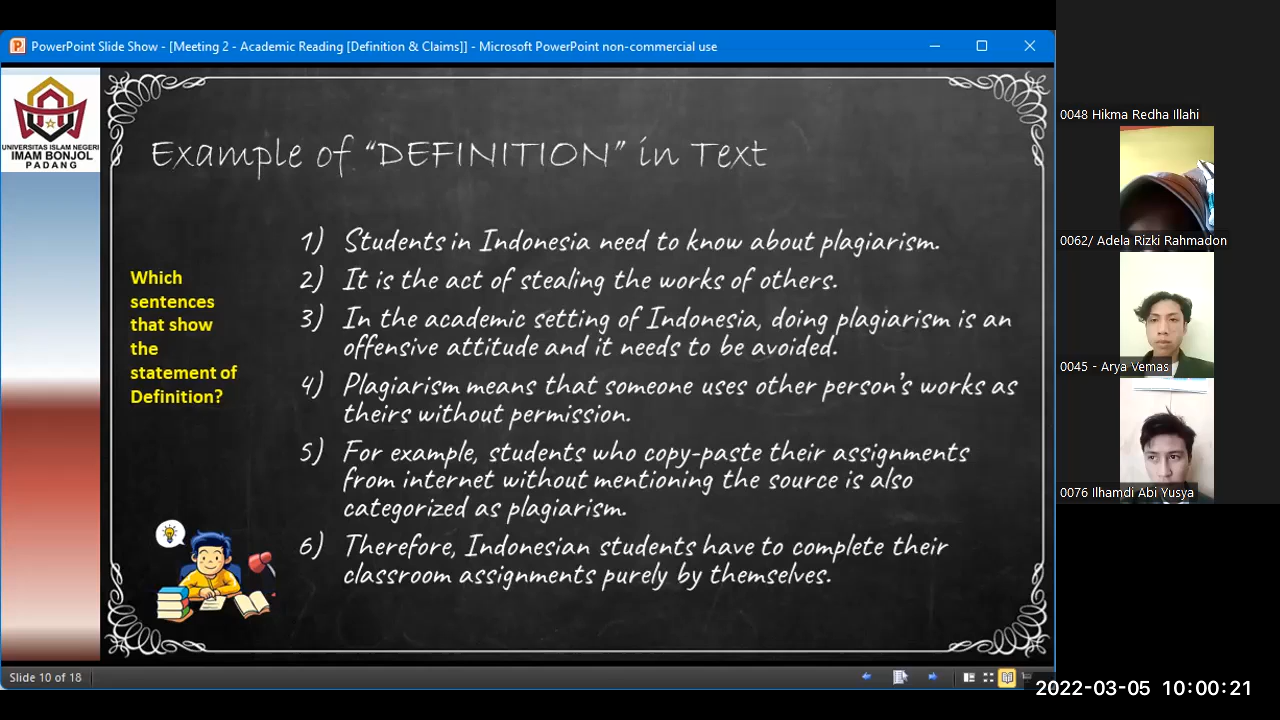 PowerPoint Slide Show - [Meeting 2 - Academic Reading [Definition & Claims]] - Microsoft PowerPoint non-commercial use
UNIVERSITAS ISLAM NEGERI
IMAM BONJOL
PADANG
Example of “DEFINITION” in Text
Which
sentences
that show
the
statement of
Definition?
1) Students in Indonesia need to know about plagiarism.
2) It is the act of stealing the works of others.
3) In the academic setting of Indonesia, doing plagiarism is an
offensive attitude and it needs to be avoided.
4) Plagiarism means that someone uses other person’s works as
theirs without permission.
5) For example, students who copy-paste their assignments
from internet without mentioning the source is also
categorized as plagiarism.
6) Therefore, Indonesian students have to complete their
classroom assignments purely by themselves.
Slide 10 of 18
0048 Hikma Redha Illahi
0062/ Adela Rizki Rahmadon
0045 - Arya Vemas
0076 Ilhamdi Abi Yusya
2022-03-05 10:00:21